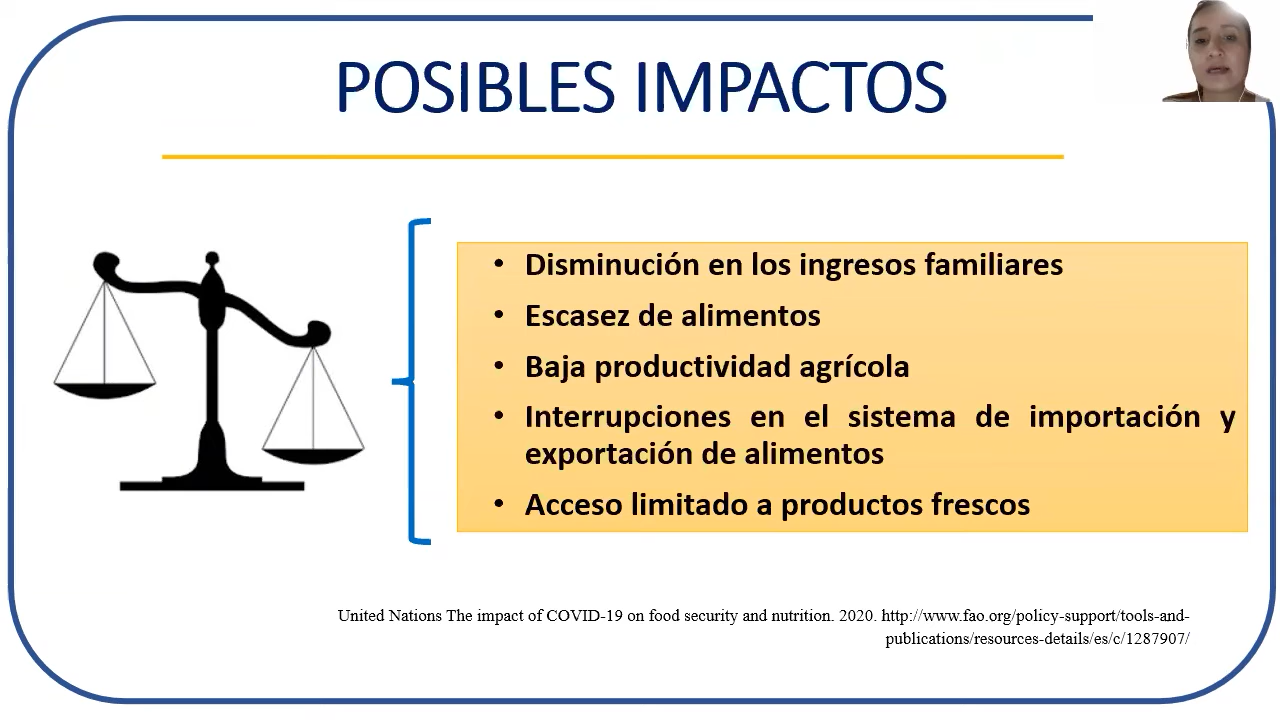 POSIBLES IMPACTOS
• Disminución en los ingresos familiares
• Escasez de alimentos
• Baja productividad agrícola
• Interrupciones en el sistema de importación y
exportación de alimentos
• Acceso limitado a productos frescos
United Nations The impact of COVID-19 on food security and nutrition. 2020. http://www.fao.org/policy-support/tools-and-
publications/resources-details/es/c/1287907/